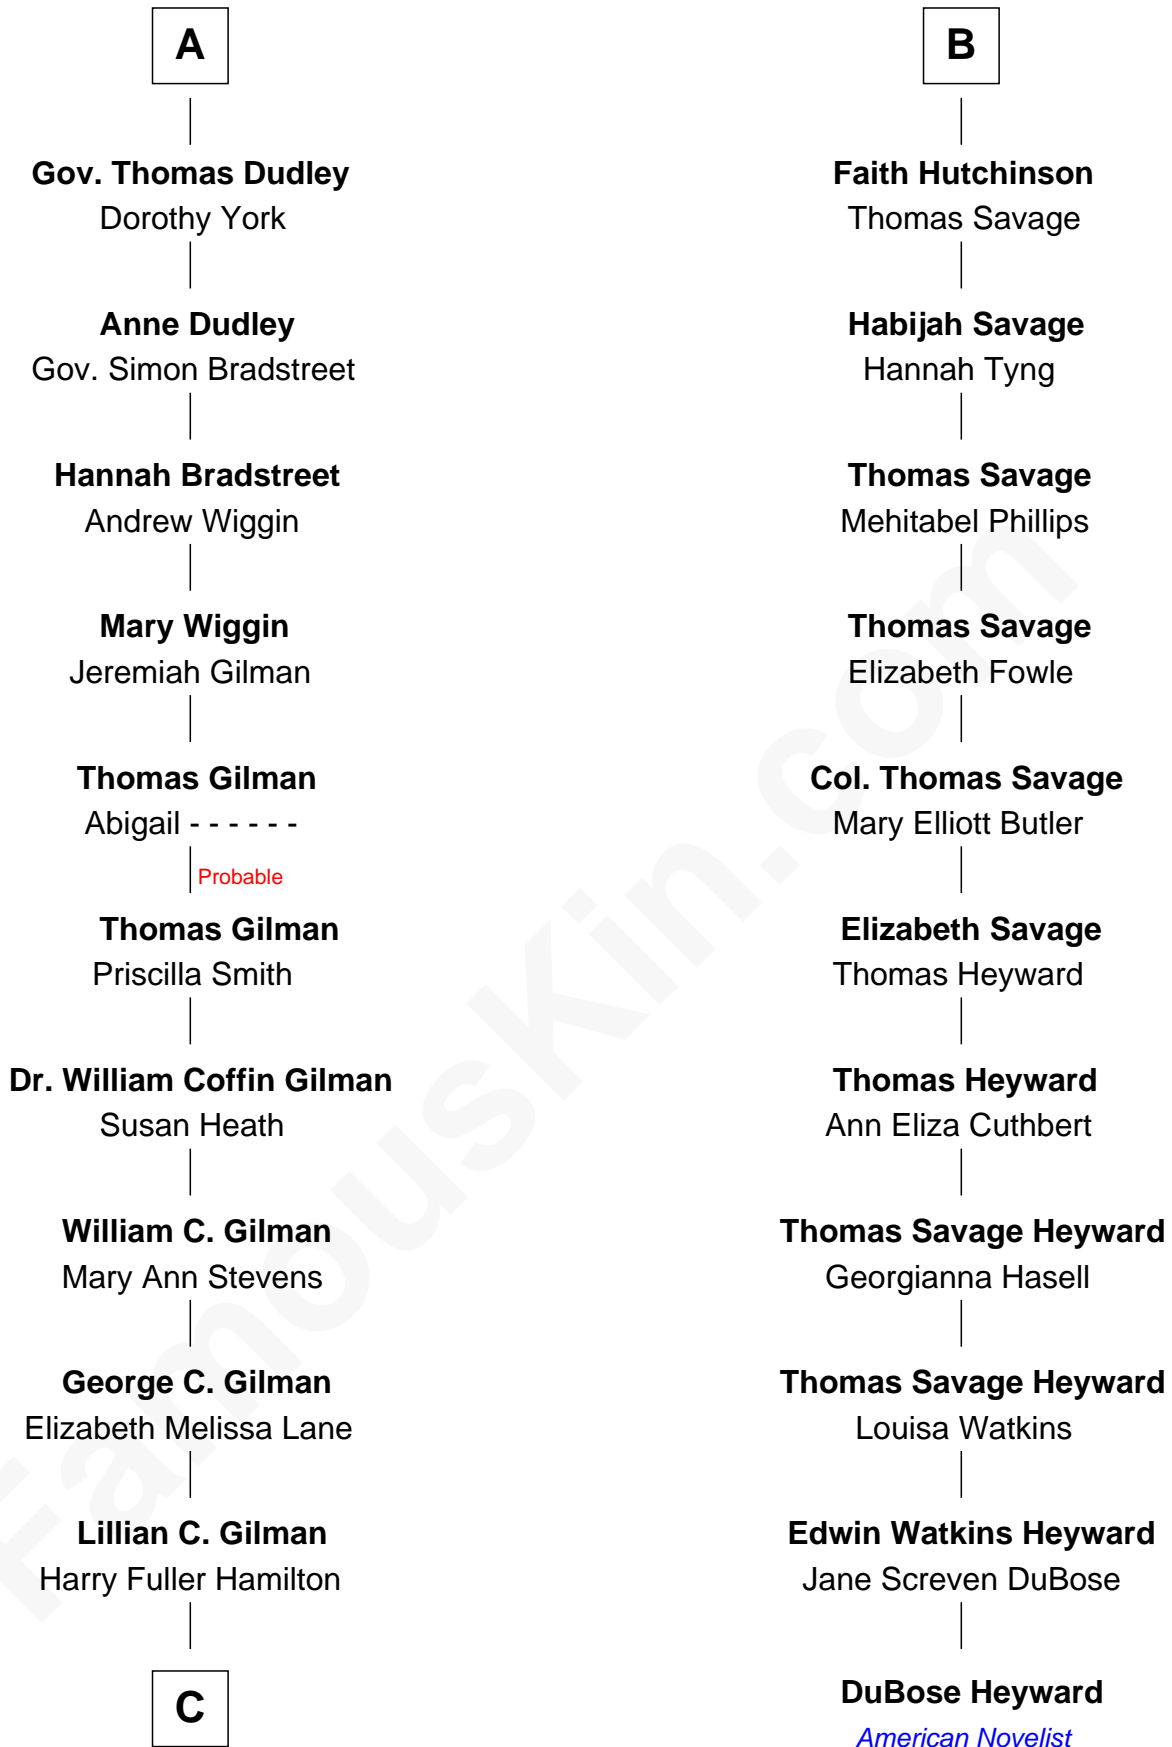 A
Gov. Thomas Dudley
Dorothy York
Anne Dudley
Gov. Simon Bradstreet
Hannah Bradstreet
Andrew Wiggin
Mary Wiggin
Jeremiah Gilman
Thomas Gilman
Abigail - - - - - -
Probable
Thomas Gilman
Priscilla Smith
Dr. William Coffin Gilman
Susan Heath
William C. Gilman
Mary Ann Stevens
George C. Gilman
Elizabeth Melissa Lane
Lillian C. Gilman
Harry Fuller Hamilton
C
B
Faith Hutchinson
Thomas Savage
Habijah Savage
Hannah Tyng
Thomas Savage
Mehitabel Phillips
Thomas Savage
Elizabeth Fowle
Col. Thomas Savage
Mary Elliott Butler
Elizabeth Savage
Thomas Heyward
Thomas Heyward
Ann Eliza Cuthbert
Thomas Savage Heyward
Georgianna Hasell
Thomas Savage Heyward
Louisa Watkins
Edwin Watkins Heyward
Jane Screven DuBose
DuBose Heyward
American Novelist
FamousKin.com